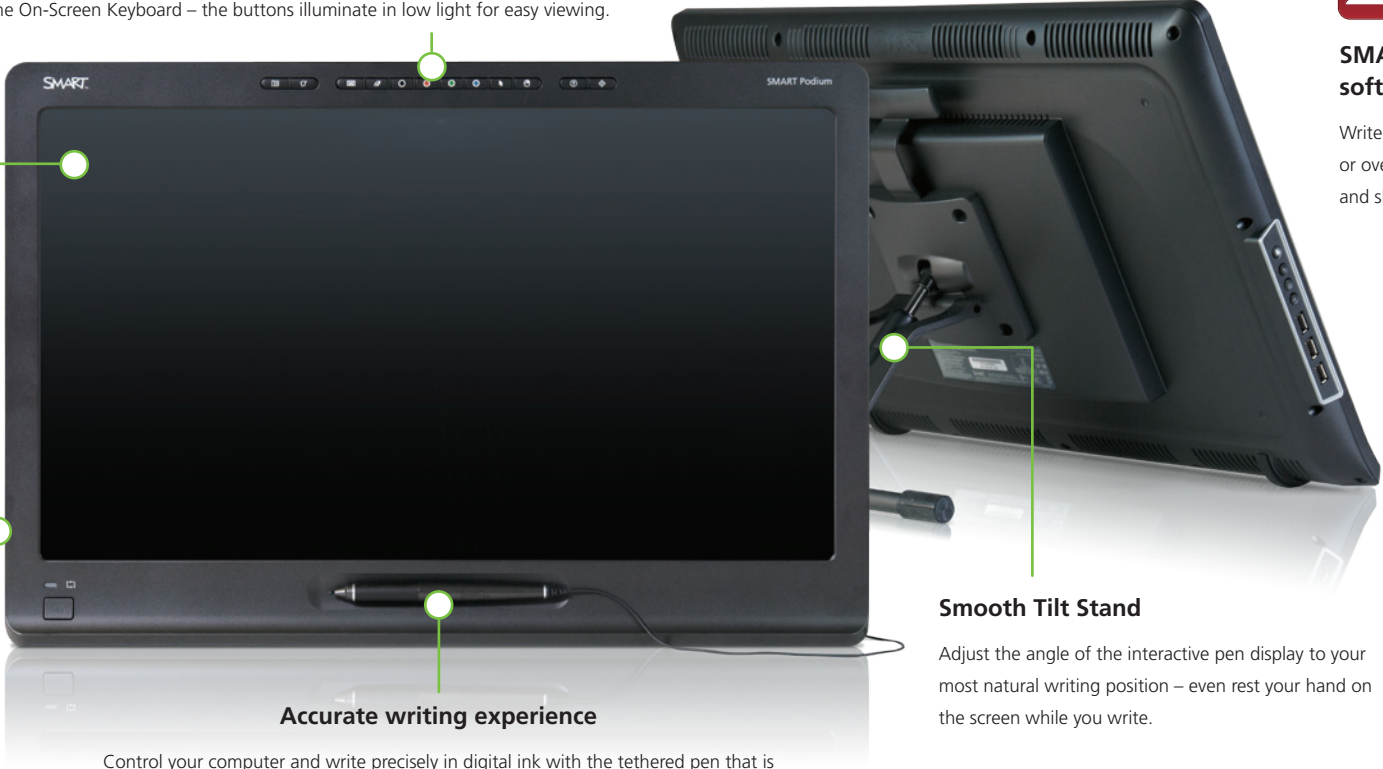 he On-Screen Keyboard – the buttons illuminate in low light for easy viewing.
SMART
SMART Podium
SMA
soft
Write
or ove
and s
Smooth Tilt Stand
Adjust the angle of the interactive pen display to your
most natural writing position – even rest your hand on
the screen while you write.
Accurate writing experience
Control your computer and write precisely in digital ink with the tethered pen that is